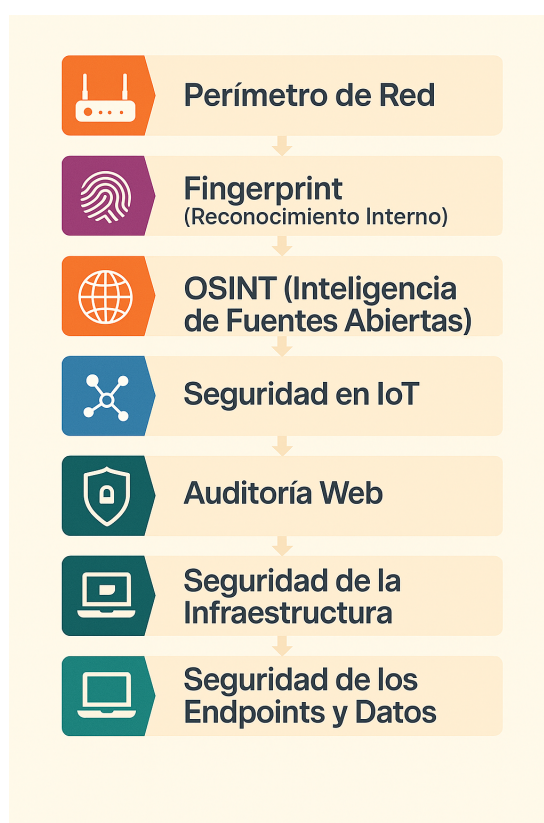 Perímetro de Red
Fingerprint
(Reconocimiento Interno)
OSINT (Inteligencia
de Fuentes Abiertas)
Seguridad en IoT
Auditoría Web
Seguridad de la
Infraestructura
Seguridad de los
Endpoints y Datos